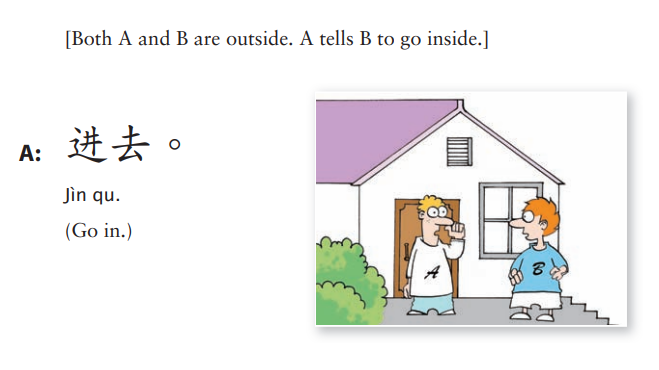 [Both A and B are outside. A tells B to go inside.]
A: 进去。
Jìn qu.
(Go in.)
A
B